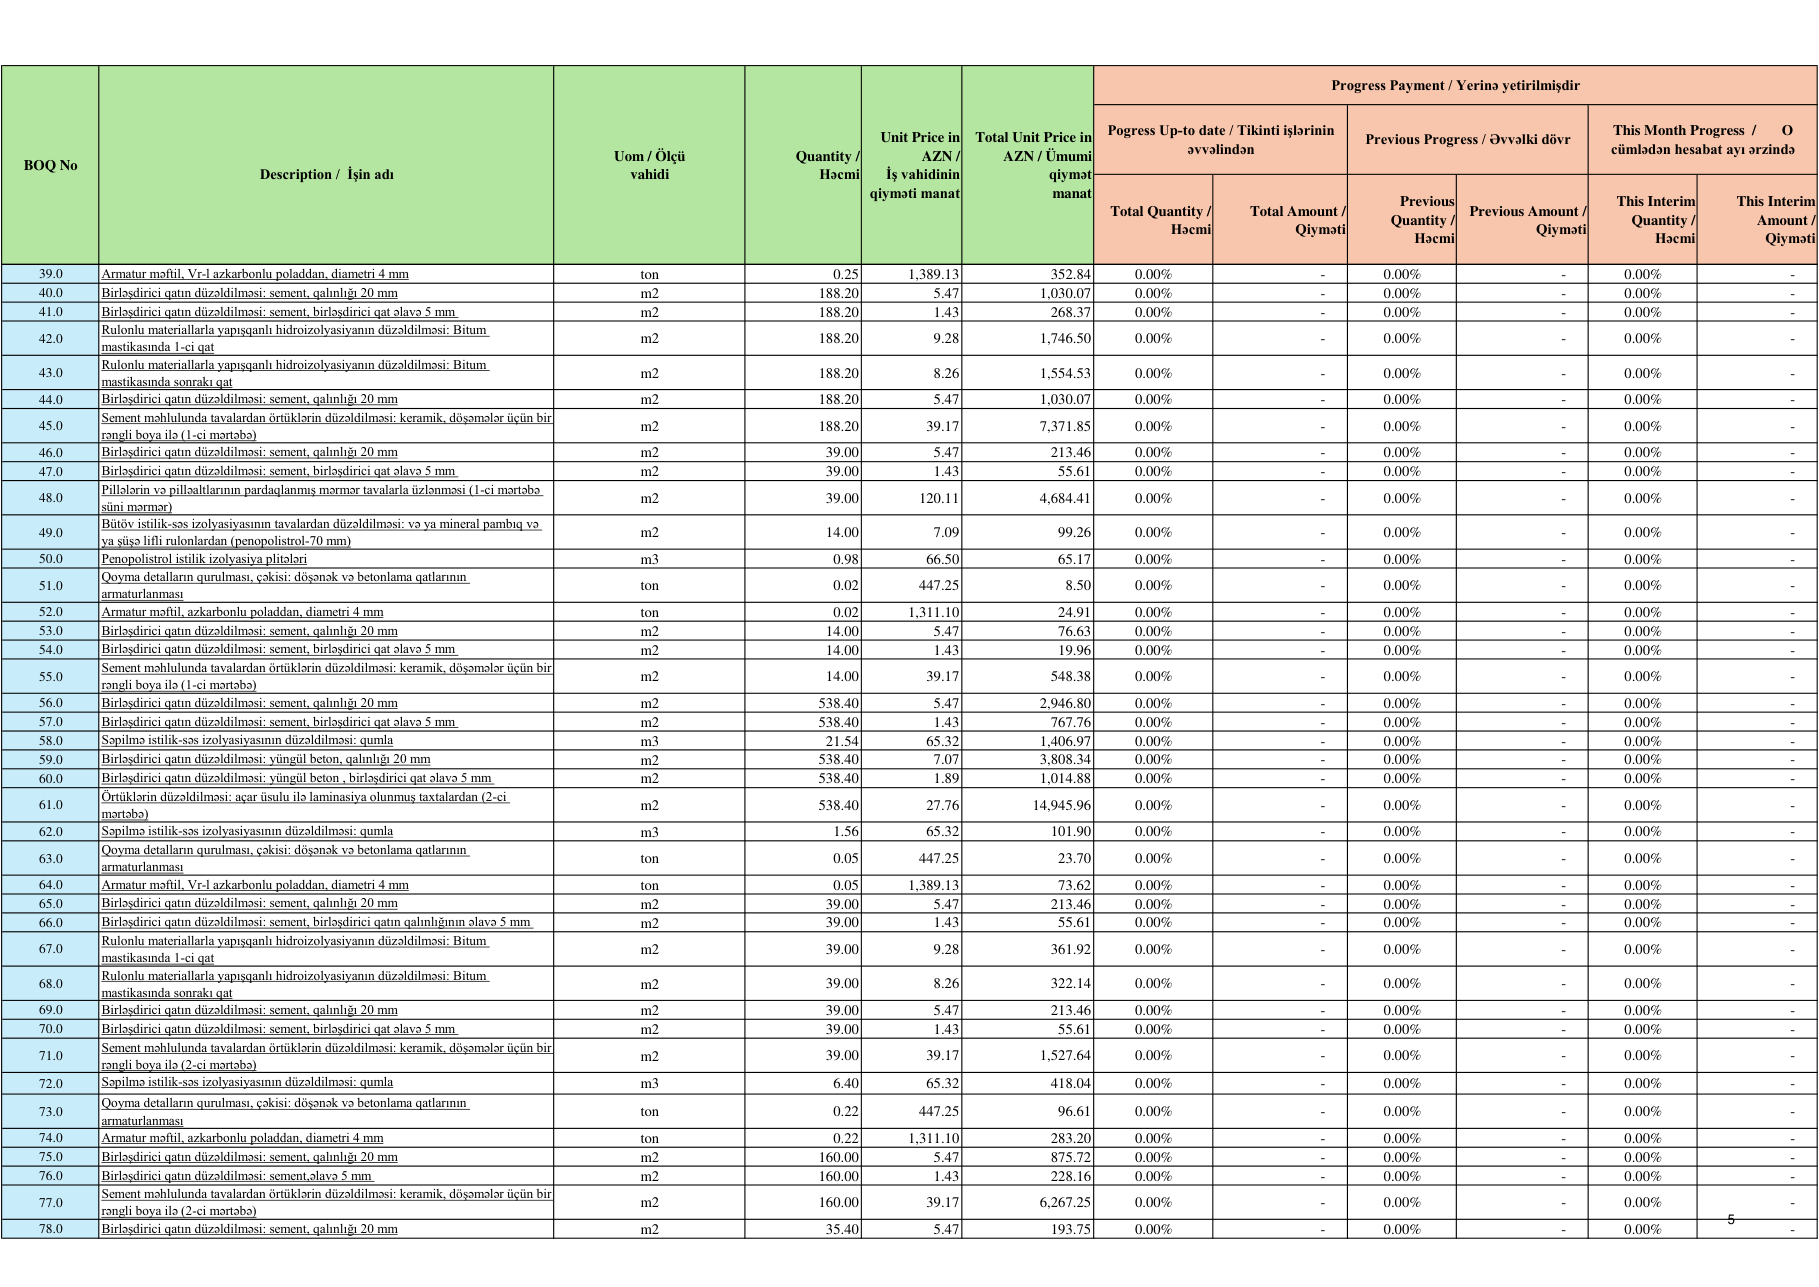 Progress Payment / Yerinə yetirilmişdir
BOQ No
Description /  İşin adı
Uom / Ölçü
vahidi
Quantity /
Həcmi
Unit Price in
AZN /
İş vahidinin
qiyməti manat
Total Unit Price in
AZN / Ümumi
qiymət
manat
Pogress Up-to date / Tikinti işlərinin
əvvəlindən
Previous Progress / Əvvəlki dövr
This Month Progress  /      O
cümlədən hesabat ayı ərzində
Total Quantity /
Həcmi
Total Amount /
Qiyməti
Previous
Quantity /
Həcmi
Previous Amount /
Qiyməti
This Interim
Quantity /
Həcmi
This Interim
Amount /
Qiyməti
39.0 Armatur məftil, Vr-l azkarbonlu poladdan, diametri 4 mm ton 0.25 1,389.13 352.84 0.00% - 0.00% - 0.00% -
40.0 Birləşdirici qatın düzəldilməsi: sement, qalınlığı 20 mm m2 188.20 5.47 1,030.07 0.00% - 0.00% - 0.00% -
41.0 Birləşdirici qatın düzəldilməsi: sement, birləşdirici qat əlavə 5 mm m2 188.20 1.43 268.37 0.00% - 0.00% - 0.00% -
42.0 Rulonlu materiallarla yapışqanlı hidroizolyasiyanın düzəldilməsi: Bitum
mastikasında 1-ci qat m2 188.20 9.28 1,746.50 0.00% - 0.00% - 0.00% -
43.0 Rulonlu materiallarla yapışqanlı hidroizolyasiyanın düzəldilməsi: Bitum
mastikasında sonrakı qat m2 188.20 8.26 1,554.53 0.00% - 0.00% - 0.00% -
44.0 Birləşdirici qatın düzəldilməsi: sement, qalınlığı 20 mm m2 188.20 5.47 1,030.07 0.00% - 0.00% - 0.00% -
45.0 Sement məhlulunda tavalardan örtüklərin düzəldilməsi: keramik, döşəmələr üçün bir
rəngli boya ilə (1-ci mərtəbə) m2 188.20 39.17 7,371.85 0.00% - 0.00% - 0.00% -
46.0 Birləşdirici qatın düzəldilməsi: sement, qalınlığı 20 mm m2 39.00 5.47 213.46 0.00% - 0.00% - 0.00% -
47.0 Birləşdirici qatın düzəldilməsi: sement, birləşdirici qat əlavə 5 mm m2 39.00 1.43 55.61 0.00% - 0.00% - 0.00% -
48.0 Pillələrin və pilləaltlarının pardaqlanmış mərmər tavalarla üzlənməsi (1-ci mərtəbə
süni mərmər) m2 39.00 120.11 4,684.41 0.00% - 0.00% - 0.00% -
49.0 Bütöv istilik-səs izolyasiyasının tavalardan düzəldilməsi: və ya mineral pambıq və
ya şüşə lifli rulonlardan (penopolistrol-70 mm) m2 14.00 7.09 99.26 0.00% - 0.00% - 0.00% -
50.0 Penopolistrol istilik izolyasiya plitələri m3 0.98 66.50 65.17 0.00% - 0.00% - 0.00% -
51.0 Qoyma detalların qurulması, çəkisi: döşənək və betonlama qatlarının
armaturlanması ton 0.02 447.25 8.50 0.00% - 0.00% - 0.00% -
52.0 Armatur məftil, azkarbonlu poladdan, diametri 4 mm ton 0.02 1,311.10 24.91 0.00% - 0.00% - 0.00% -
53.0 Birləşdirici qatın düzəldilməsi: sement, qalınlığı 20 mm m2 14.00 5.47 76.63 0.00% - 0.00% - 0.00% -
54.0 Birləşdirici qatın düzəldilməsi: sement, birləşdirici qat əlavə 5 mm m2 14.00 1.43 19.96 0.00% - 0.00% - 0.00% -
55.0 Sement məhlulunda tavalardan örtüklərin düzəldilməsi: keramik, döşəmələr üçün bir
rəngli boya ilə (1-ci mərtəbə) m2 14.00 39.17 548.38 0.00% - 0.00% - 0.00% -
56.0 Birləşdirici qatın düzəldilməsi: sement, qalınlığı 20 mm m2 538.40 5.47 2,946.80 0.00% - 0.00% - 0.00% -
57.0 Birləşdirici qatın düzəldilməsi: sement, birləşdirici qat əlavə 5 mm m2 538.40 1.43 767.76 0.00% - 0.00% - 0.00% -
58.0 Səpilmə istilik-səs izolyasiyasının düzəldilməsi: qumla m3 21.54 65.32 1,406.97 0.00% - 0.00% - 0.00% -
59.0 Birləşdirici qatın düzəldilməsi: yüngül beton, qalınlığı 20 mm m2 538.40 7.07 3,808.34 0.00% - 0.00% - 0.00% -
60.0 Birləşdirici qatın düzəldilməsi: yüngül beton , birləşdirici qat əlavə 5 mm m2 538.40 1.89 1,014.88 0.00% - 0.00% - 0.00% -
61.0 Örtüklərin düzəldilməsi: açar üsulu ilə laminasiya olunmuş taxtalardan (2-ci
mərtəbə) m2 538.40 27.76 14,945.96 0.00% - 0.00% - 0.00% -
62.0 Səpilmə istilik-səs izolyasiyasının düzəldilməsi: qumla m3 1.56 65.32 101.90 0.00% - 0.00% - 0.00% -
63.0 Qoyma detalların qurulması, çəkisi: döşənək və betonlama qatlarının
armaturlanması ton 0.05 447.25 23.70 0.00% - 0.00% - 0.00% -
64.0 Armatur məftil, Vr-l azkarbonlu poladdan, diametri 4 mm ton 0.05 1,389.13 73.62 0.00% - 0.00% - 0.00% -
65.0 Birləşdirici qatın düzəldilməsi: sement, qalınlığı 20 mm m2 39.00 5.47 213.46 0.00% - 0.00% - 0.00% -
66.0 Birləşdirici qatın düzəldilməsi: sement, birləşdirici qatın qalınlığının əlavə 5 mm m2 39.00 1.43 55.61 0.00% - 0.00% - 0.00% -
67.0 Rulonlu materiallarla yapışqanlı hidroizolyasiyanın düzəldilməsi: Bitum
mastikasında 1-ci qat m2 39.00 9.28 361.92 0.00% - 0.00% - 0.00% -
68.0 Rulonlu materiallarla yapışqanlı hidroizolyasiyanın düzəldilməsi: Bitum
mastikasında sonrakı qat m2 39.00 8.26 322.14 0.00% - 0.00% - 0.00% -
69.0 Birləşdirici qatın düzəldilməsi: sement, qalınlığı 20 mm m2 39.00 5.47 213.46 0.00% - 0.00% - 0.00% -
70.0 Birləşdirici qatın düzəldilməsi: sement, birləşdirici qat əlavə 5 mm m2 39.00 1.43 55.61 0.00% - 0.00% - 0.00% -
71.0 Sement məhlulunda tavalardan örtüklərin düzəldilməsi: keramik, döşəmələr üçün bir
rəngli boya ilə (2-ci mərtəbə) m2 39.00 39.17 1,527.64 0.00% - 0.00% - 0.00% -
72.0 Səpilmə istilik-səs izolyasiyasının düzəldilməsi: qumla m3 6.40 65.32 418.04 0.00% - 0.00% - 0.00% -
73.0 Qoyma detalların qurulması, çəkisi: döşənək və betonlama qatlarının
armaturlanması ton 0.22 447.25 96.61 0.00% - 0.00% - 0.00% -
74.0 Armatur məftil, azkarbonlu poladdan, diametri 4 mm ton 0.22 1,311.10 283.20 0.00% - 0.00% - 0.00% -
75.0 Birləşdirici qatın düzəldilməsi: sement, qalınlığı 20 mm m2 160.00 5.47 875.72 0.00% - 0.00% - 0.00% -
76.0 Birləşdirici qatın düzəldilməsi: sement,əlavə 5 mm m2 160.00 1.43 228.16 0.00% - 0.00% - 0.00% -
77.0 Sement məhlulunda tavalardan örtüklərin düzəldilməsi: keramik, döşəmələr üçün bir
rəngli boya ilə (2-ci mərtəbə) m2 160.00 39.17 6,267.25 0.00% - 0.00% - 0.00% -
78.0 Birləşdirici qatın düzəldilməsi: sement, qalınlığı 20 mm m2 35.40 5.47 193.75 0.00% - 0.00% - 0.00% -
5